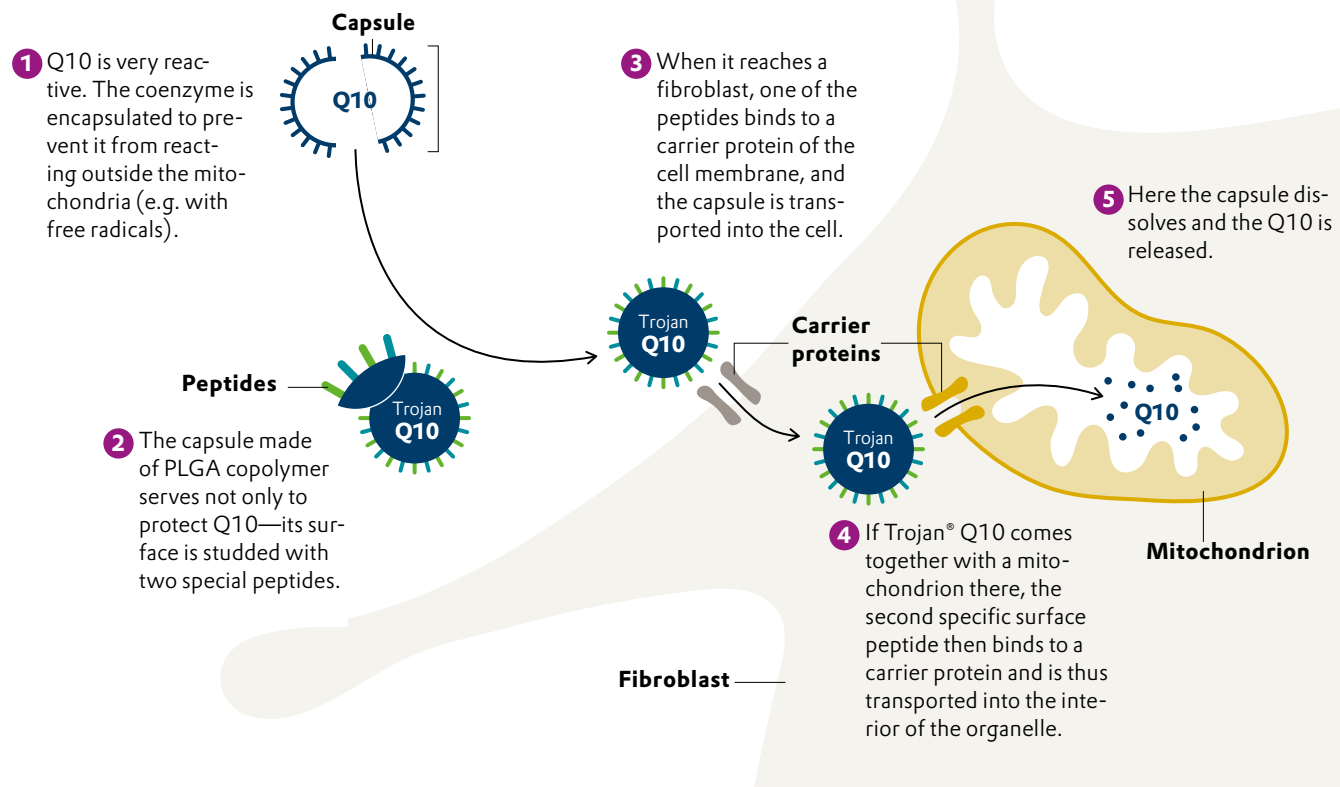 Capsule
1 Q10 is very reac-
tive. The coenzyme is
encapsulated to pre-
vent it from react-
ing outside the mito-
chondria (e.g. with
free radicals).
Q10
Peptides
Trojan
Q10
2 The capsule made
of PLGA copolymer
serves not only to
protect Q10—its sur-
face is studded with
two special peptides.
3 When it reaches a
fibroblast, one of the
peptides binds to a
carrier protein of the
cell membrane, and
the capsule is trans-
ported into the cell.
Trojan
Q10
Carrier
proteins
Trojan
Q10
4 If Trojan® Q10 comes
together with a mito-
chondrion there, the
second specific surface
peptide then binds to a
carrier protein and is thus
transported into the inte-
rior of the organelle.
5 Here the capsule dis-
solves and the Q10 is
released.
Q10
Mitochondrion
Fibroblast